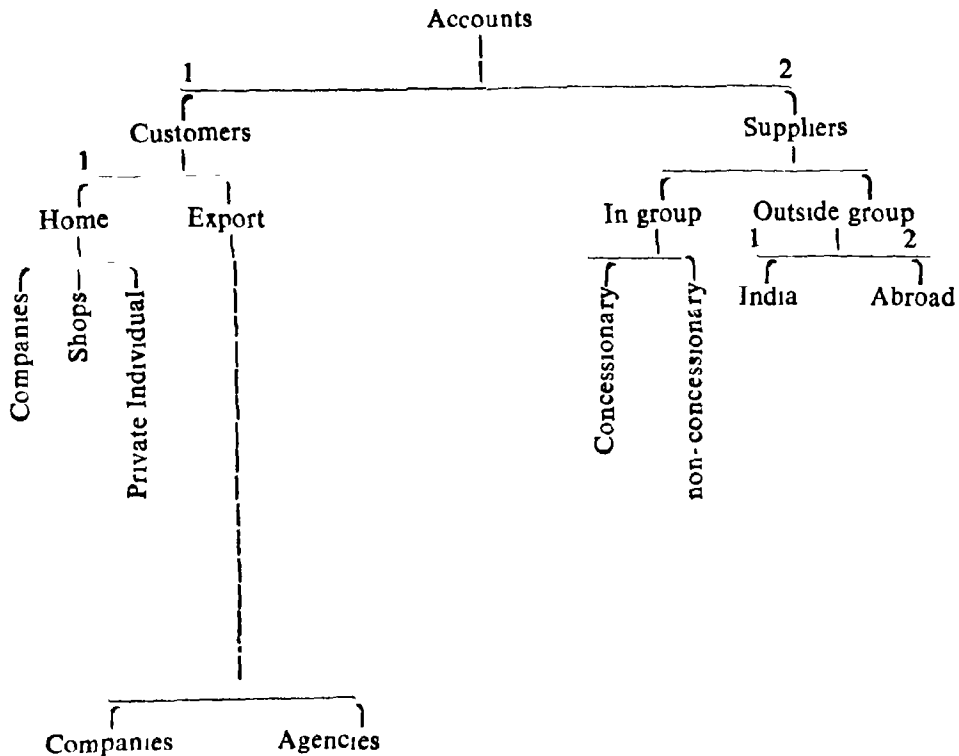 Accounts
1 2
Customers Suppliers
1
Home Export In group Outside group
1 2
India Abroad
Companies
Shops
Private Individual
Concessionary
non-concessionary
Companies Agencies